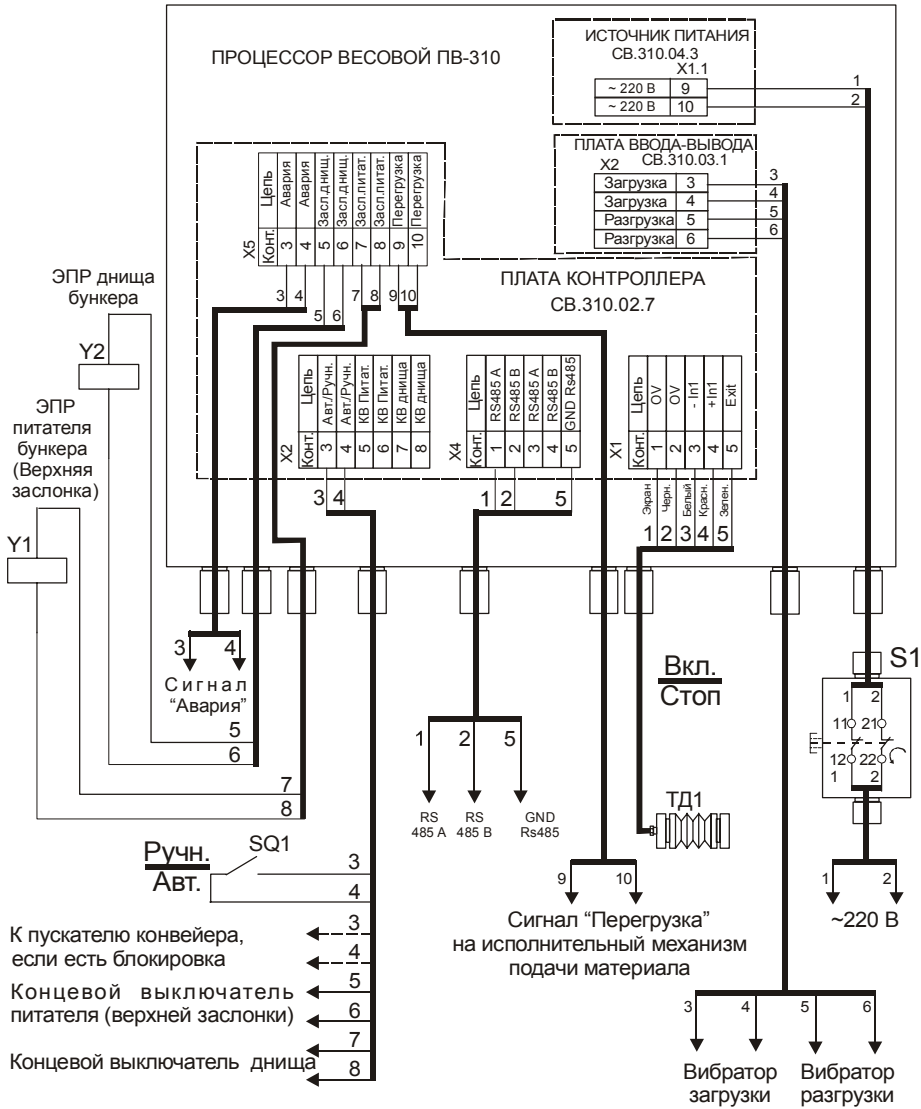 ПРОЦЕССОР ВЕСОВОЙ ПВ-310
ИСТОЧНИК ПИТАНИЯ
СВ.310.04.3
X1.1
~ 220 В 9
~ 220 В 10
1
2
ПЛАТА ВВОДА-ВЫВОДА
X2
СВ.310.03.1
Загрузка 3
Загрузка 4
Разгрузка 5
Разгрузка 6
3
4
5
6
X5
Конт. Цепь
3 Авария
4 Авария
5 Засл.днищ.
6 Засл.днищ.
7 Засл.питат.
8 Засл.питат.
9 Перегрузка
10 Перегрузка
3 4
5 6
7 8
9 10
ПЛАТА КОНТРОЛЛЕРА
СВ.310.02.7
X2
Конт. Цепь
3 Авт./Ручн.
4 Авт./Ручн.
5 КВ Питат.
6 КВ Питат.
7 КВ днища
8 КВ днища
3 4
X4
Конт. Цепь
1 RS485 A
2 RS485 B
3 RS485 A
4 RS485 B
5 GND Rs485
1 2 5
X1
Конт. Цепь
1 OV
2 OV
3 - In1
4 +In1
5 Exit
Экран
Черн.
Белый
Красн.
Зелен.
1 2 3 4 5
ЭПР днища
бункера
Y2
ЭПР
питателя
бункера
(Верхняя
заслонка)
Y1
3 4
Сигнал
“Авария”
5
6
7
8
Ручн.
Авт.
SQ1
3
4
К пускателю конвейера,
если есть блокировка
3
4
Концевой выключатель
питателя (верхней заслонки)
5
6
Концевой выключатель днища
7
8
1 2 5
RS
485 A
RS
485 B
GND
Rs485
Вкл.
Стоп
ТД1
9 10
Сигнал “Перегрузка”
на исполнительный механизм
подачи материала
S1
1 2
11 21
12 22
1 2
1 2
~220 В
3 4 5 6
Вибратор
загрузки
Вибратор
разгрузки